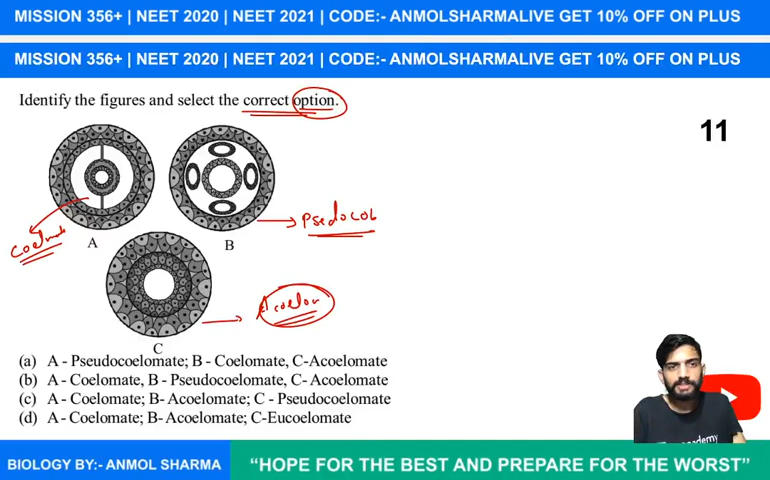 MISSION 356+ | NEET 2020 | NEET 2021 | CODE:- ANMOLSHARMALIVE GET 10% OFF ON PLUS
MISSION 356+ | NEET 2020 | NEET 2021 | CODE:- ANMOLSHARMALIVE GET 10% OFF ON PLUS
Identify the figures and select the correct option.
11
A
B
C
Psedocob
Acoelom
(a) A - Pseudocoelomate; B - Coelomate, C-Acoelomate
(b) A - Coelomate, B - Pseudocoelomate, C- Acoelomate
(c) A - Coelomate; B- Acoelomate; C - Pseudocoelomate
(d) A - Coelomate; B- Acoelomate; C-Eucoelomate
BIOLOGY BY:- ANMOL SHARMA
“HOPE FOR THE BEST AND PREPARE FOR THE WORST”